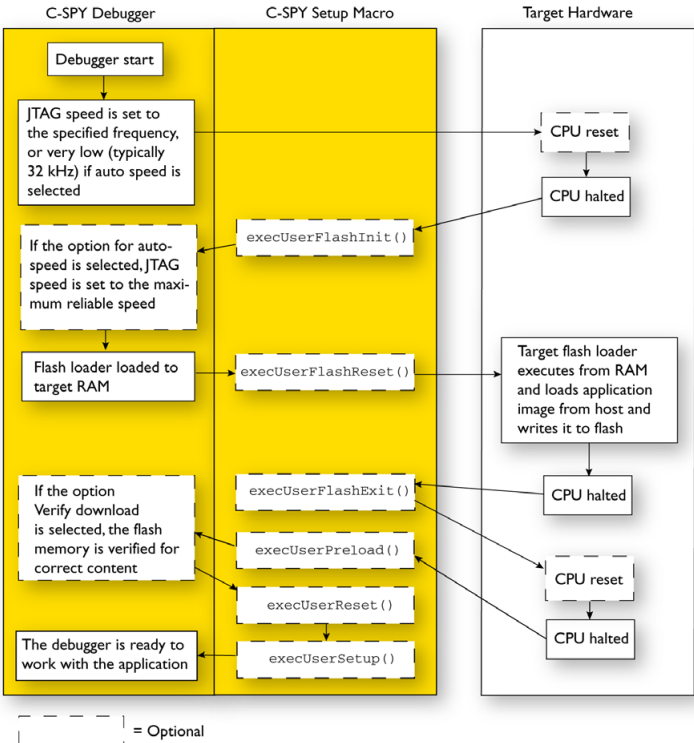 C-SPY Debugger
C-SPY Setup Macro
Target Hardware
Debugger start
JTAG speed is set to
the specified frequency,
or very low (typically
32 kHz) if auto speed is
selected
CPU reset
CPU halted
execUserFlashInit()
If the option for auto-
speed is selected, JTAG
speed is set to the maxi-
mum reliable speed
Flash loader loaded to
target RAM
execUserFlashReset()
Target flash loader
executes from RAM
and loads application
image from host and
writes it to flash
CPU halted
execUserFlashExit()
If the option
Verify download
is selected, the flash
memory is verified for
correct content
execUserPreload()
CPU reset
CPU halted
execUserReset()
execUserSetup()
The debugger is ready to
work with the application
= Optional